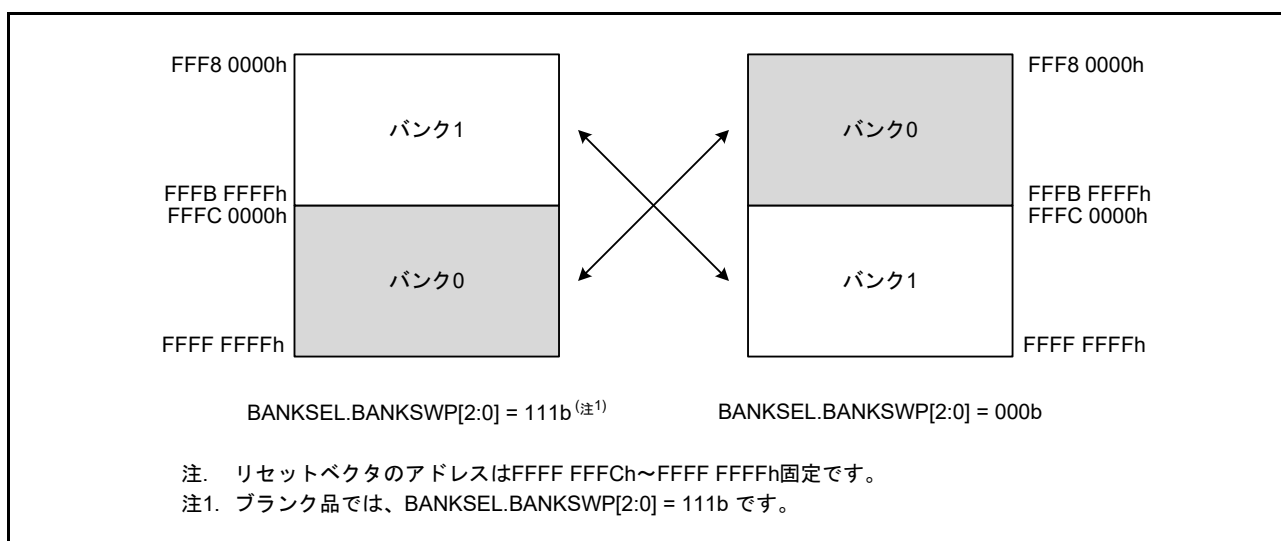 FFF8 0000h
バンク1
FFFB FFFFh
FFFC 0000h
バンク0
FFFF FFFFh
BANKSEL.BANKSWP[2:0] = 111b (注1)
FFF8 0000h
バンク0
FFFB FFFFh
FFFC 0000h
バンク1
FFFF FFFFh
BANKSEL.BANKSWP[2:0] = 000b
注. リセットベクタのアドレスはFFFF FFFCh～FFFF FFFFh固定です。
注1. ブランク品では、BANKSEL.BANKSWP[2:0] = 111b です。